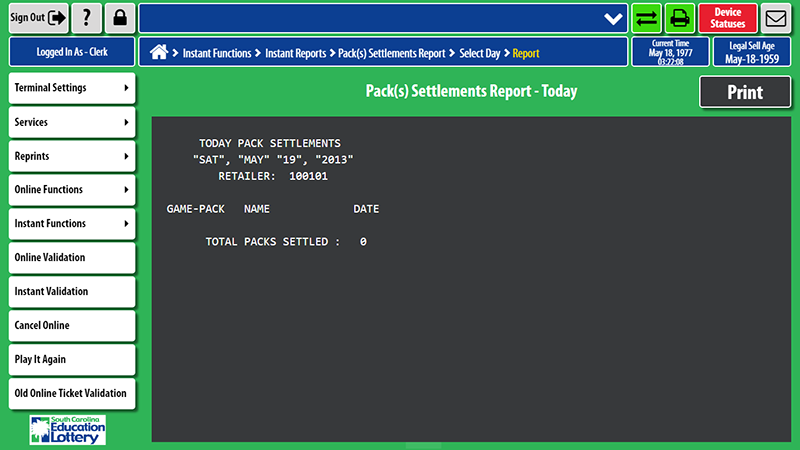 Sign Out
?
Device
Statuses
Logged In As - Clerk
Instant Functions > Instant Reports > Pack(s) Settlements Report > Select Day > Report
Current Time
May 18, 1977
03:22:08
Legal Sell Age
May-18-1959
Terminal Settings
Services
Reprints
Online Functions
Instant Functions
Online Validation
Instant Validation
Cancel Online
Play It Again
Old Online Ticket Validation
South Carolina
Education
Lottery
Pack(s) Settlements Report - Today
Print
TODAY PACK SETTLEMENTS
"SAT", "MAY" "19", "2013"
RETAILER: 100101
GAME-PACK NAME DATE
TOTAL PACKS SETTLED : 0